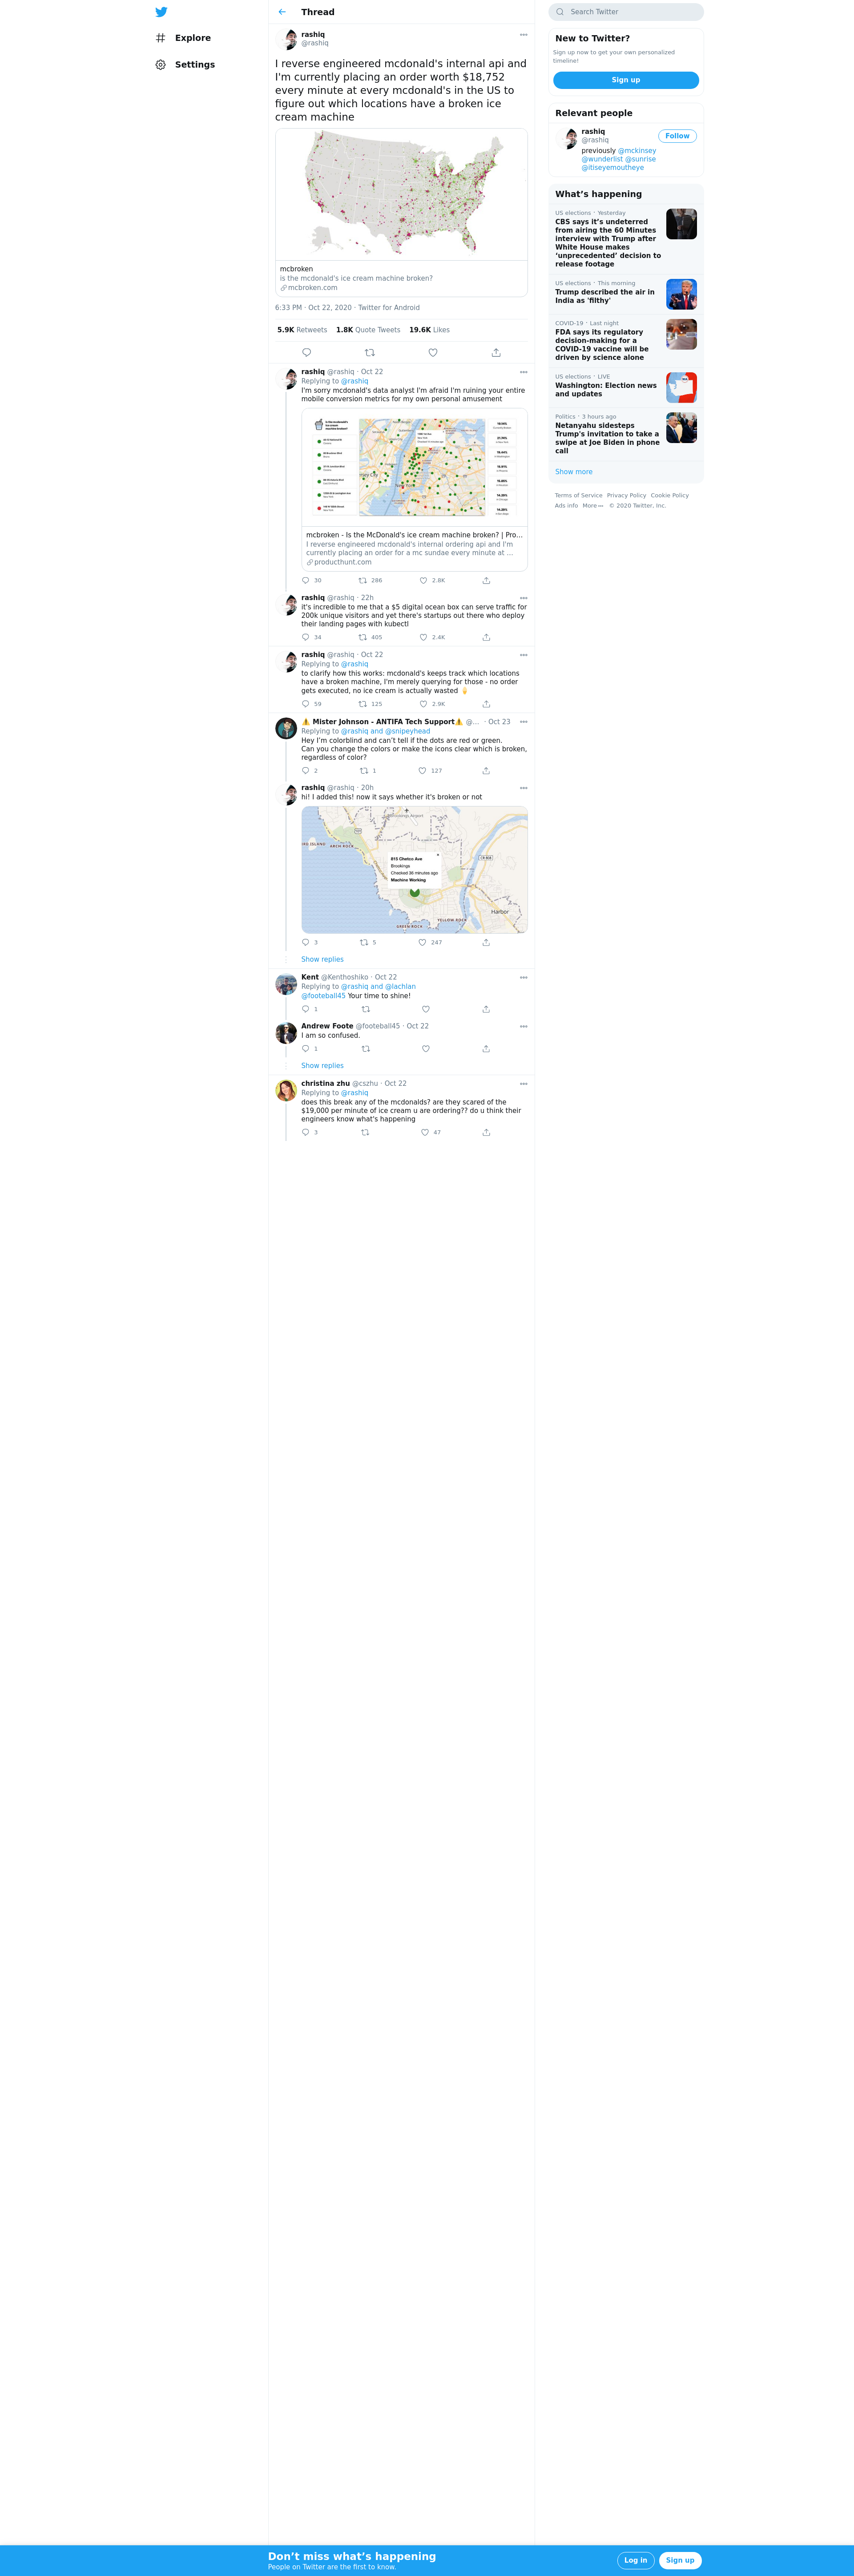 Explore
Settings
Thread
rashiq
@rashiq
I reverse engineered mcdonald's internal api and
I'm currently placing an order worth $18,752
every minute at every mcdonald's in the US to
figure out which locations have a broken ice
cream machine
mcbroken
is the mcdonald's ice cream machine broken?
mcbroken.com
6:33 PM · Oct 22, 2020 · Twitter for Android
5.9K Retweets 1.8K Quote Tweets 19.6K Likes
rashiq @rashiq · Oct 22
Replying to @rashiq
I'm sorry mcdonald's data analyst I'm afraid I'm ruining your entire
mobile conversion metrics for my own personal amusement
mcbroken - Is the McDonald's ice cream machine broken? | Pro...
I reverse engineered mcdonald's internal ordering api and I'm
currently placing an order for a mc sundae every minute at ...
producthunt.com
30 286 2.8K
rashiq @rashiq · 22h
it's incredible to me that a $5 digital ocean box can serve traffic for
200k unique visitors and yet there's startups out there who deploy
their landing pages with kubectl
34 405 2.4K
rashiq @rashiq · Oct 22
Replying to @rashiq
to clarify how this works: mcdonald's keeps track which locations
have a broken machine, I'm merely querying for those - no order
gets executed, no ice cream is actually wasted 🍦
59 125 2.9K
⚠️ Mister Johnson - ANTIFA Tech Support⚠️ @... · Oct 23
Replying to @rashiq and @snipeyhead
Hey I’m colorblind and can’t tell if the dots are red or green.
Can you change the colors or make the icons clear which is broken,
regardless of color?
2 1 127
rashiq @rashiq · 20h
hi! I added this! now it says whether it's broken or not
Brookings Airport
ARCH ROCK
815 Chetco Ave
Brookings
Checked 36 minutes ago
Machine Working
Harbor
YELLOW ROCK
GREEN ROCK
3 5 247
Show replies
Kent @Kenthoshiko · Oct 22
Replying to @rashiq and @lachlan
@footeball45 Your time to shine!
1
Andrew Foote @footeball45 · Oct 22
I am so confused.
1
Show replies
christina zhu @cszhu · Oct 22
Replying to @rashiq
does this break any of the mcdonalds? are they scared of the
$19,000 per minute of ice cream u are ordering?? do u think their
engineers know what's happening
3 47
Search Twitter
New to Twitter?
Sign up now to get your own personalized
timeline!
Sign up
Relevant people
rashiq
@rashiq
Follow
previously @mckinsey
@wunderlist @sunrise
@itiseyemoutheye
What’s happening
US elections · Yesterday
CBS says it’s undeterred
from airing the 60 Minutes
interview with Trump after
White House makes
‘unprecedented’ decision to
release footage
US elections · This morning
Trump described the air in
India as 'filthy'
COVID-19 · Last night
FDA says its regulatory
decision-making for a
COVID-19 vaccine will be
driven by science alone
US elections · LIVE
Washington: Election news
and updates
Politics · 3 hours ago
Netanyahu sidesteps
Trump's invitation to take a
swipe at Joe Biden in phone
call
Show more
Terms of Service Privacy Policy Cookie Policy
Ads info More © 2020 Twitter, Inc.
Don’t miss what’s happening
People on Twitter are the first to know.
Log in
Sign up